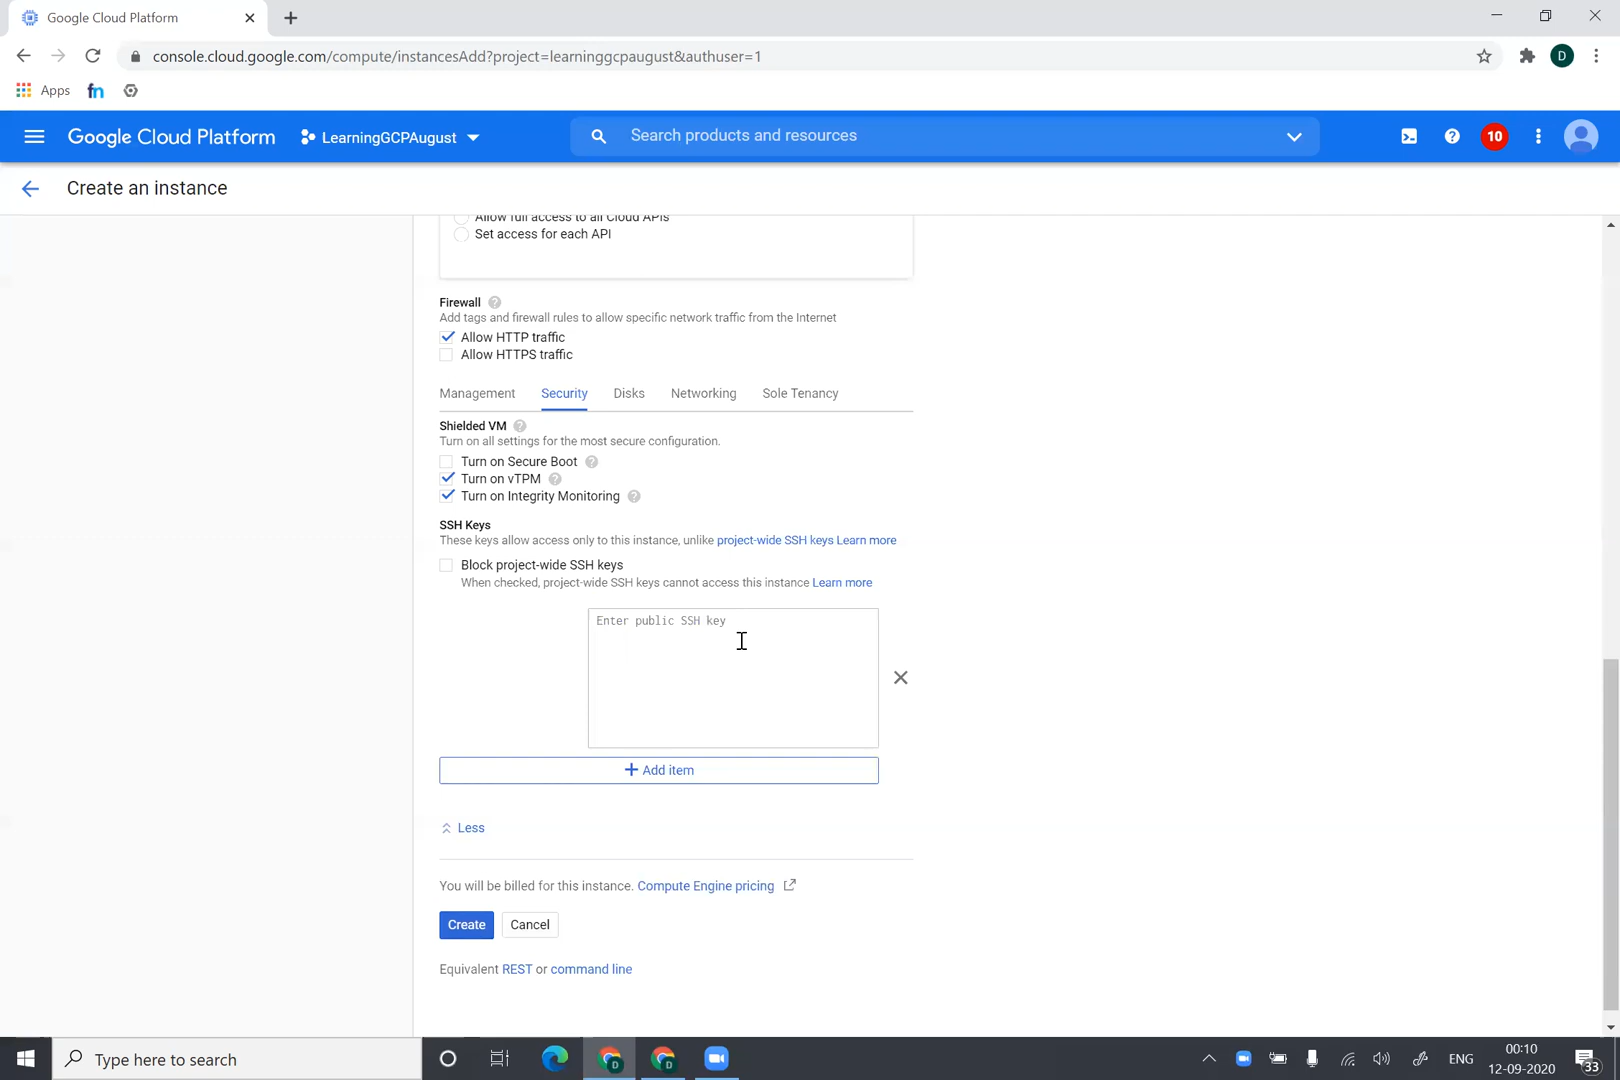 Google Cloud Platform
console.cloud.google.com/compute/instancesAdd?project=learninggcpaugust&authuser=1
D
Apps
fn
Google Cloud Platform
LearningGCPAugust
Search products and resources
10
Create an instance
Allow full access to all Cloud APIs
Set access for each API
Firewall
Add tags and firewall rules to allow specific network traffic from the Internet
Allow HTTP traffic
Allow HTTPS traffic
Management Security Disks Networking Sole Tenancy
Shielded VM
Turn on all settings for the most secure configuration.
Turn on Secure Boot
Turn on vTPM
Turn on Integrity Monitoring
SSH Keys
These keys allow access only to this instance, unlike project-wide SSH keys Learn more
Block project-wide SSH keys
When checked, project-wide SSH keys cannot access this instance Learn more
Enter public SSH key
Add item
Less
You will be billed for this instance. Compute Engine pricing
Create Cancel
Equivalent REST or command line
Type here to search
D
D
ENG
00:10
12-09-2020
33